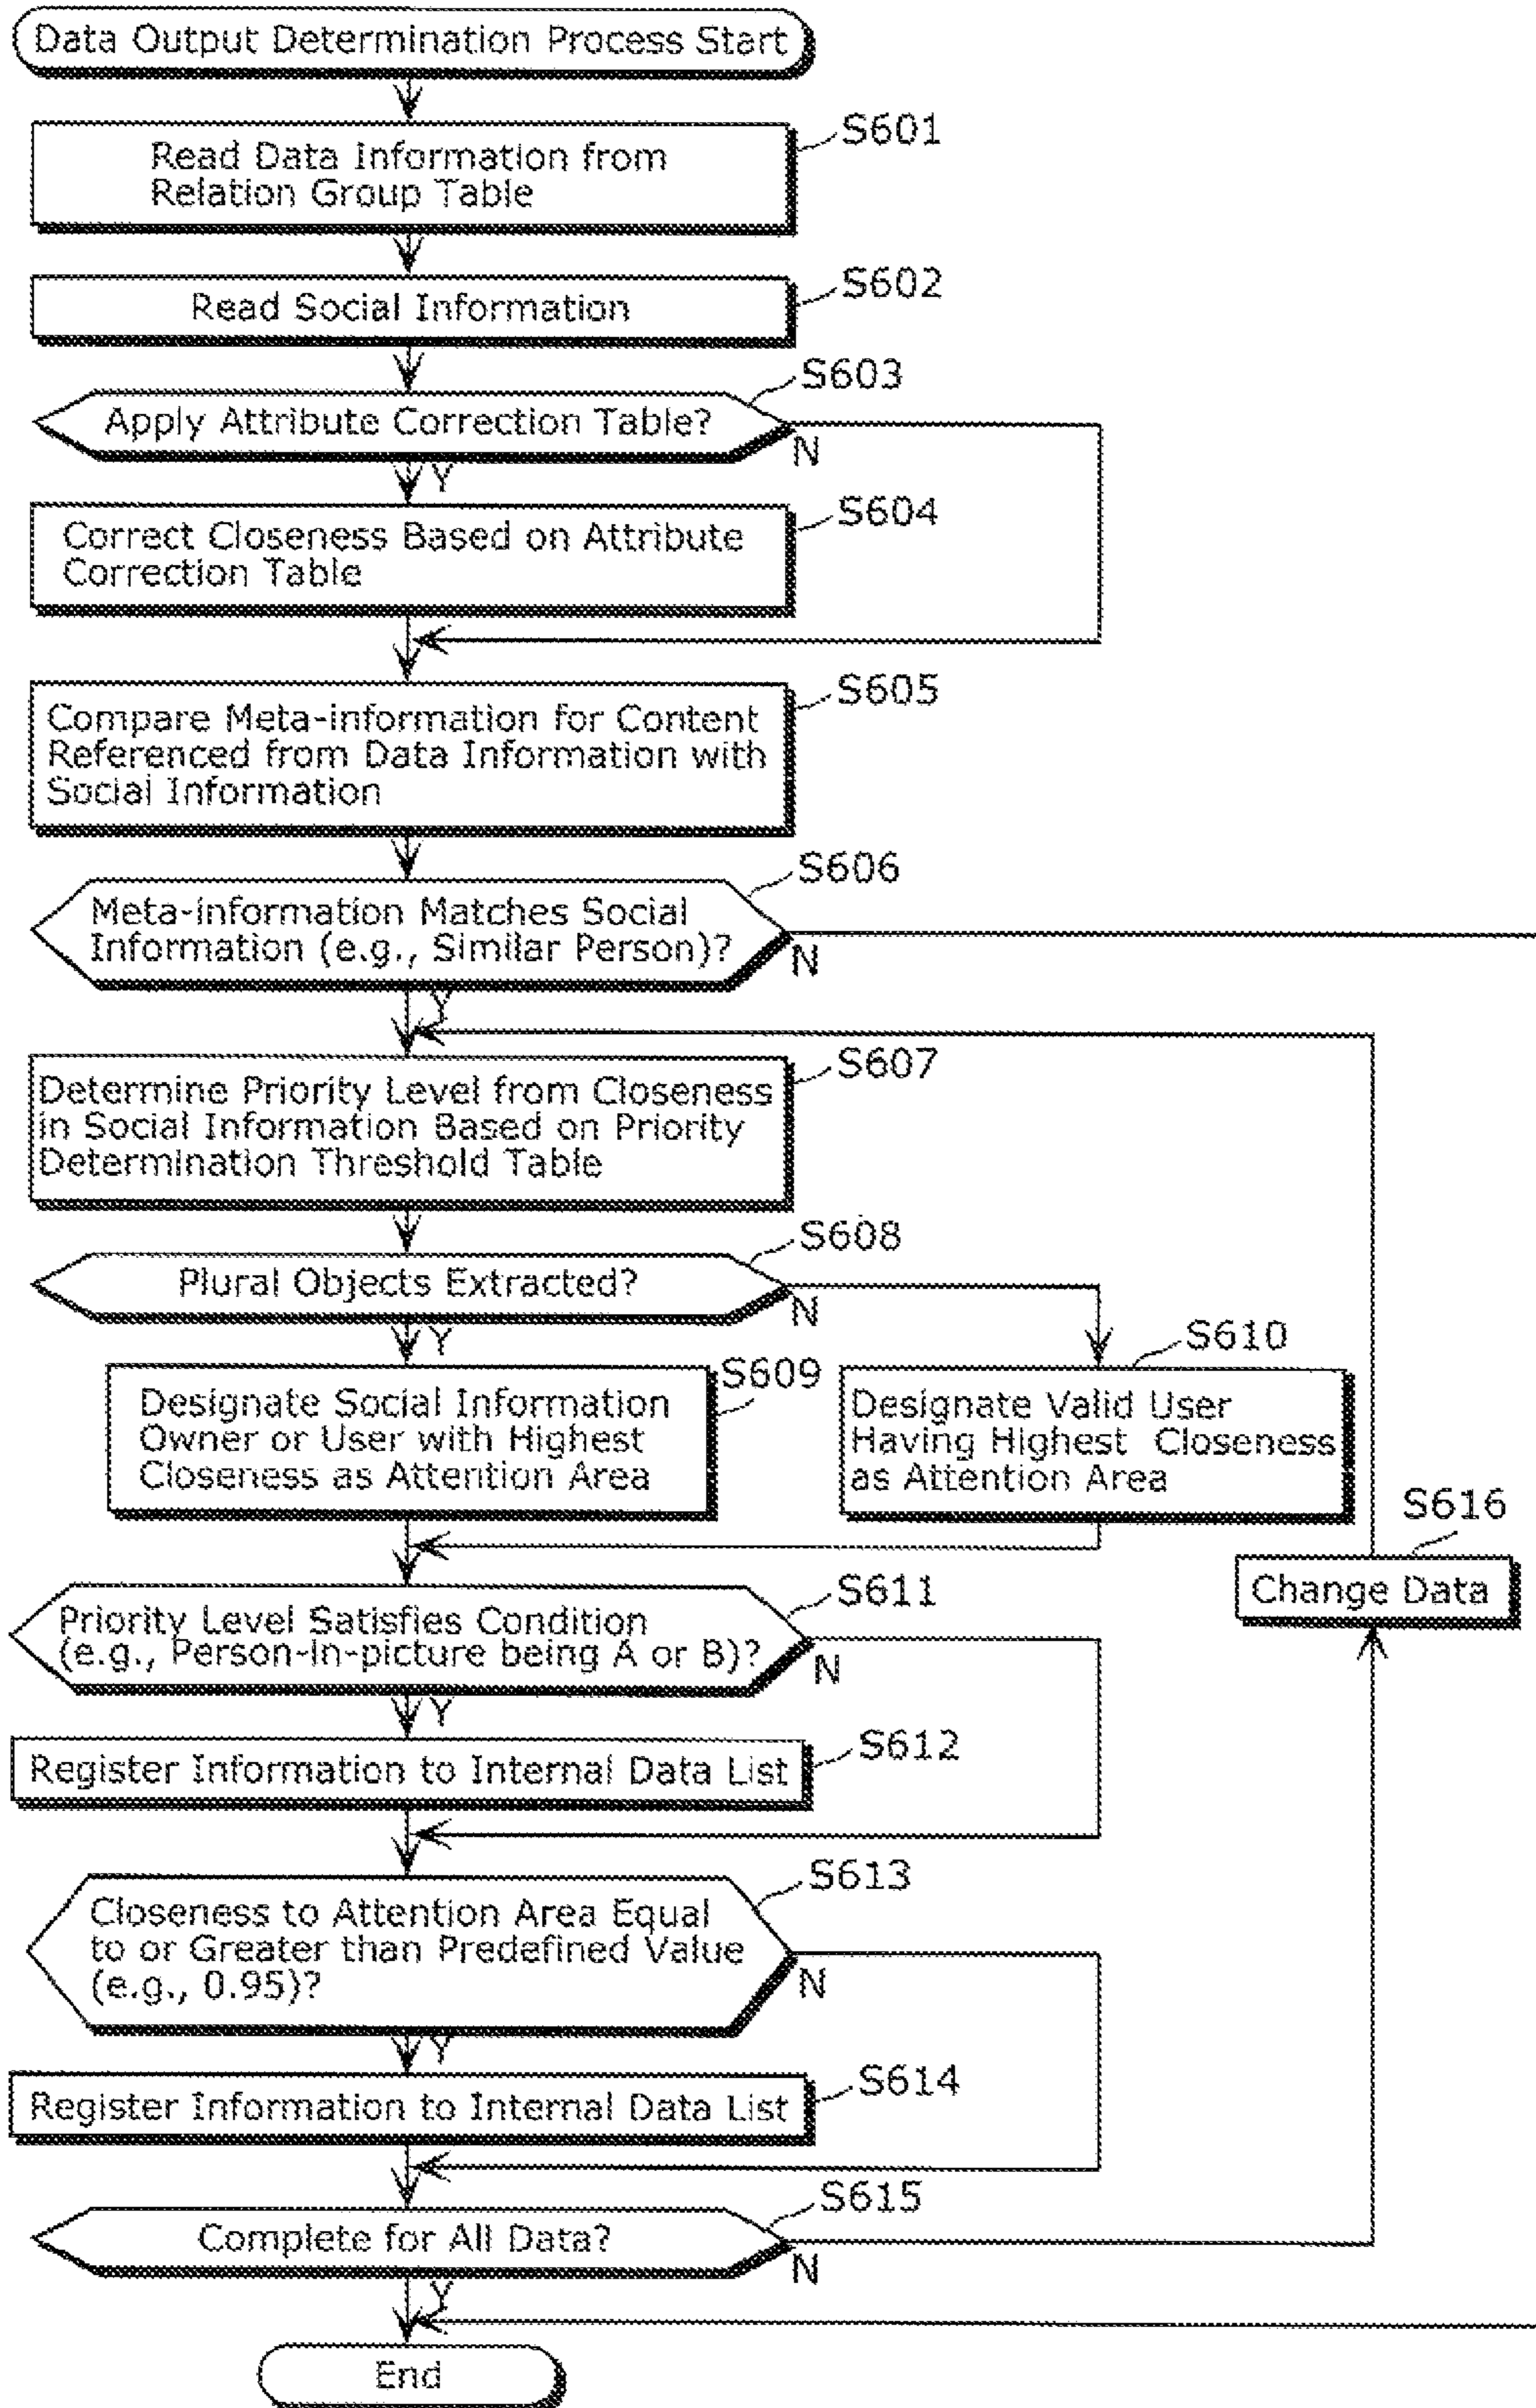 Data Output Determination Process Start
S601
Read Data Information from
Relation Group Table
S602
Read Social Information
S603
Apply Attribute Correction Table?
N
Y
S604
Correct Closeness Based on Attribute
Correction Table
S605
Compare Meta-information for Content
Referenced from Data Information with
Social Information
S606
Meta-information Matches Social
Information (e.g., Similar Person)?
N
Y
S607
Determine Priority Level from Closeness
in Social Information Based on Priority
Determination Threshold Table
S608
Plural Objects Extracted?
N
Y
S609
Designate Social Information
Owner or User with Highest
Closeness as Attention Area
S610
Designate Valid User
Having Highest Closeness
as Attention Area
S616
Change Data
S611
Priority Level Satisfies Condition
(e.g., Person-in-picture being A or B)?
N
Y
S612
Register Information to Internal Data List
S613
Closeness to Attention Area Equal
to or Greater than Predefined Value
(e.g., 0.95)?
N
Y
S614
Register Information to Internal Data List
S615
Complete for All Data?
N
Y
End